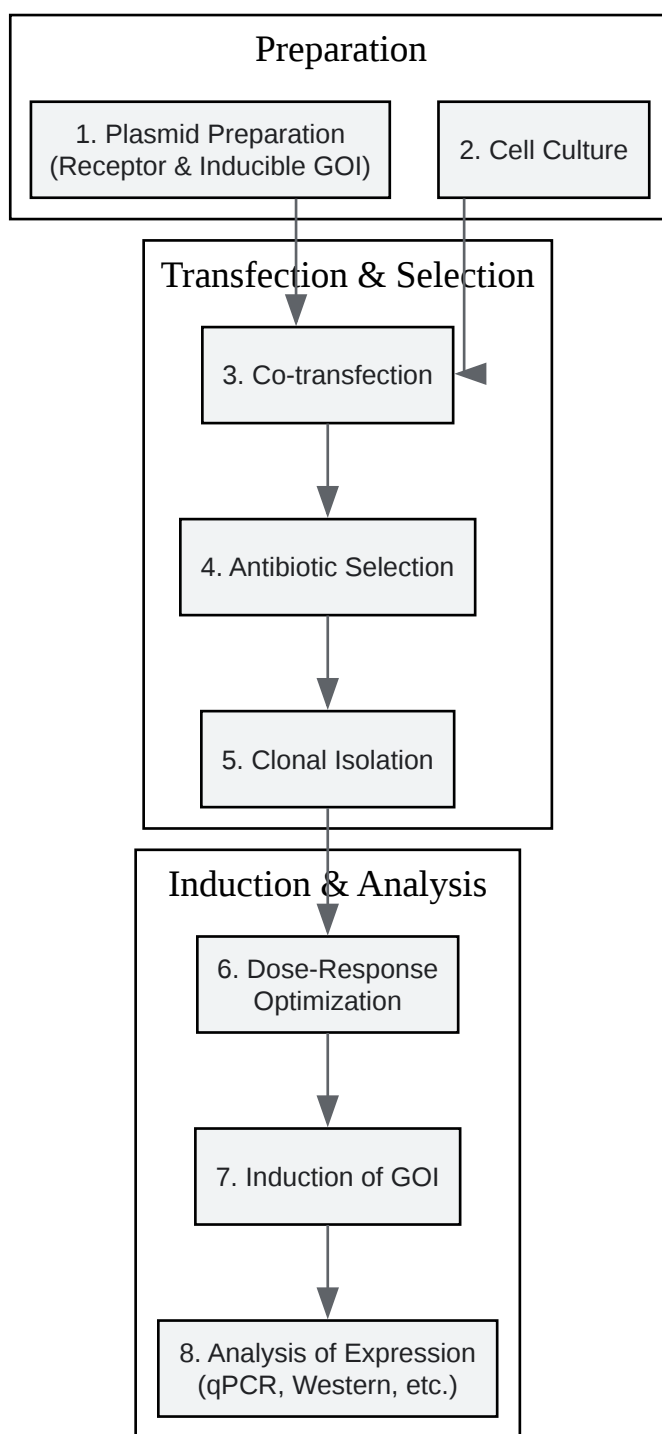 Preparation
1. Plasmid Preparation
(Receptor & Inducible GOI)
2. Cell Culture
Transfection & Selection
3. Co-transfection
4. Antibiotic Selection
5. Clonal Isolation
Induction & Analysis
6. Dose-Response
Optimization
7. Induction of GOI
8. Analysis of Expression
(qPCR, Western, etc.)